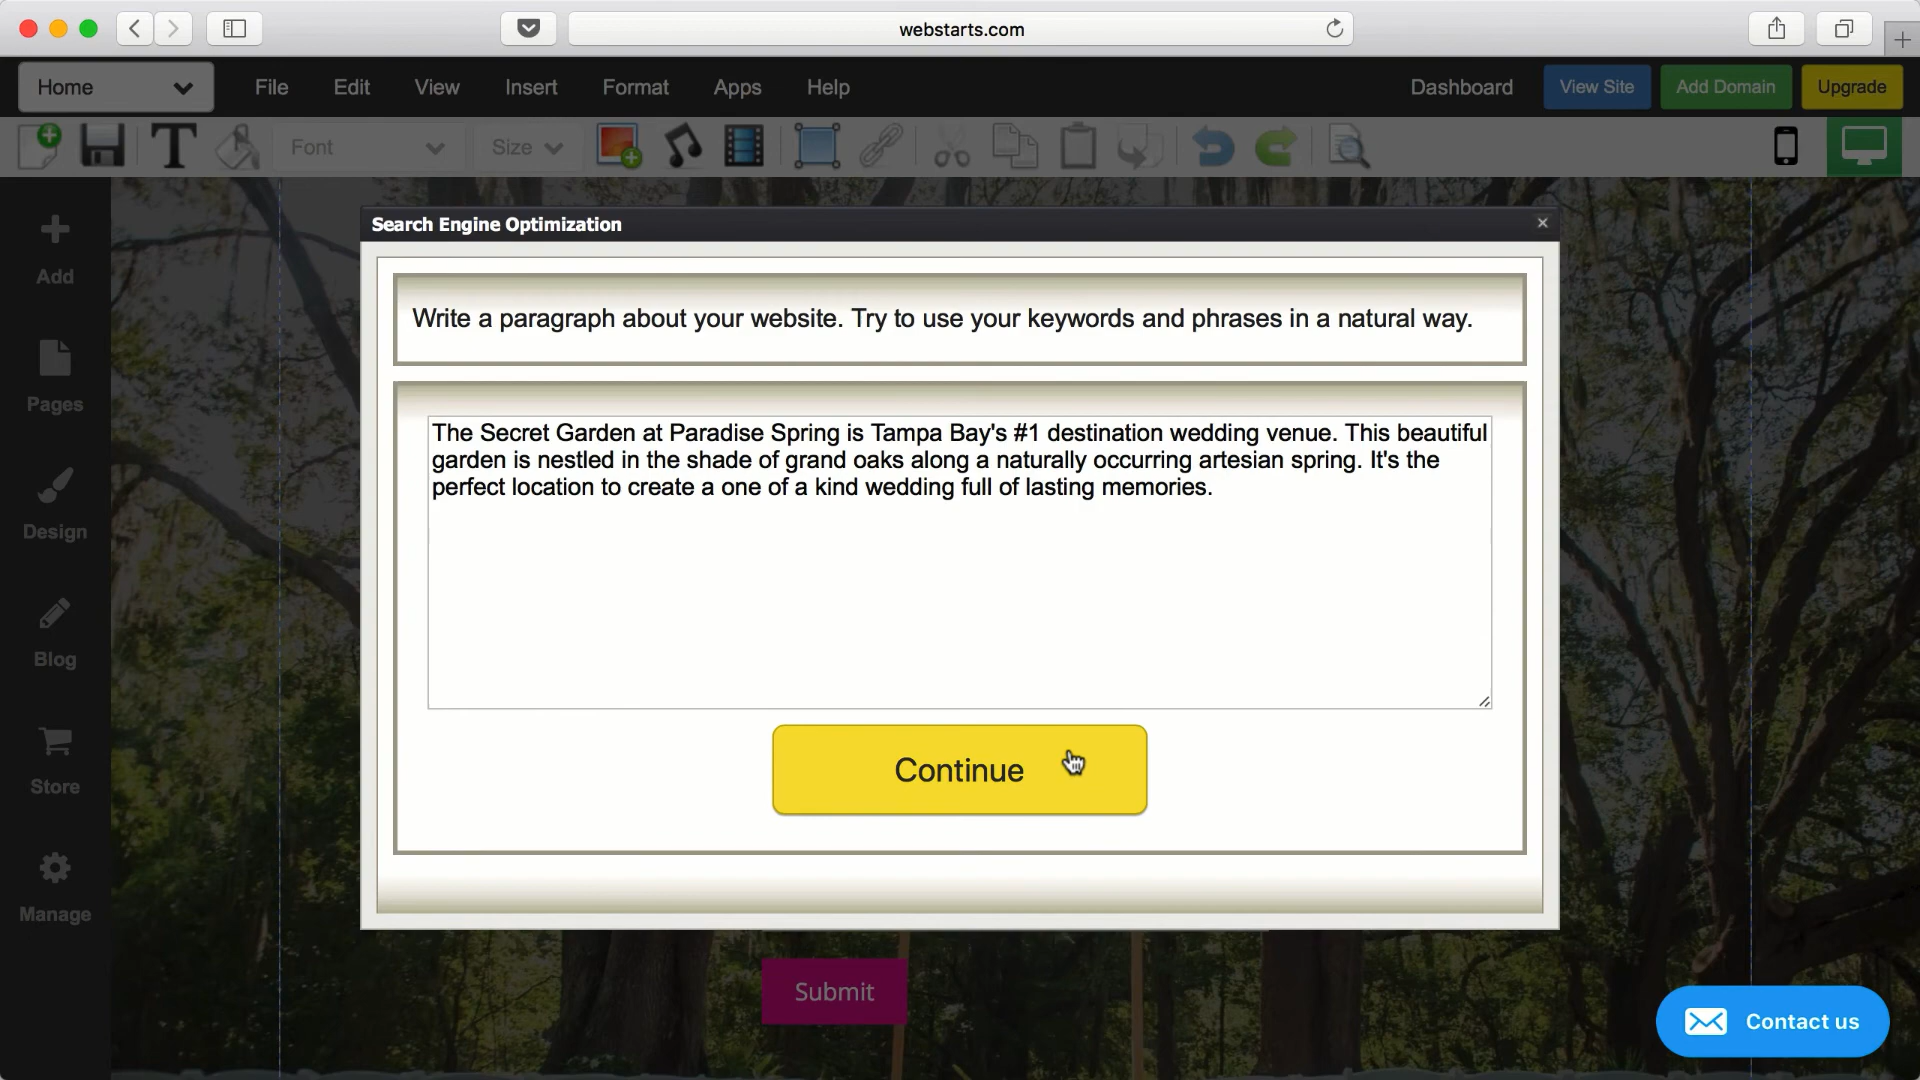 webstarts.com
Home
File
Edit
View
Insert
Format
Apps
Help
Dashboard
View Site
Add Domain
Upgrade
T
Font
Size
Add
Pages
Design
Blog
Store
Manage
Search Engine Optimization
Write a paragraph about your website. Try to use your keywords and phrases in a natural way.
The Secret Garden at Paradise Spring is Tampa Bay's #1 destination wedding venue. This beautiful
garden is nestled in the shade of grand oaks along a naturally occurring artesian spring. It's the
perfect location to create a one of a kind wedding full of lasting memories.
Continue
Submit
Contact us